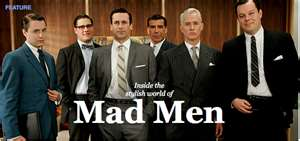 FEATURE
Inside the
stylish world of
Mad Men